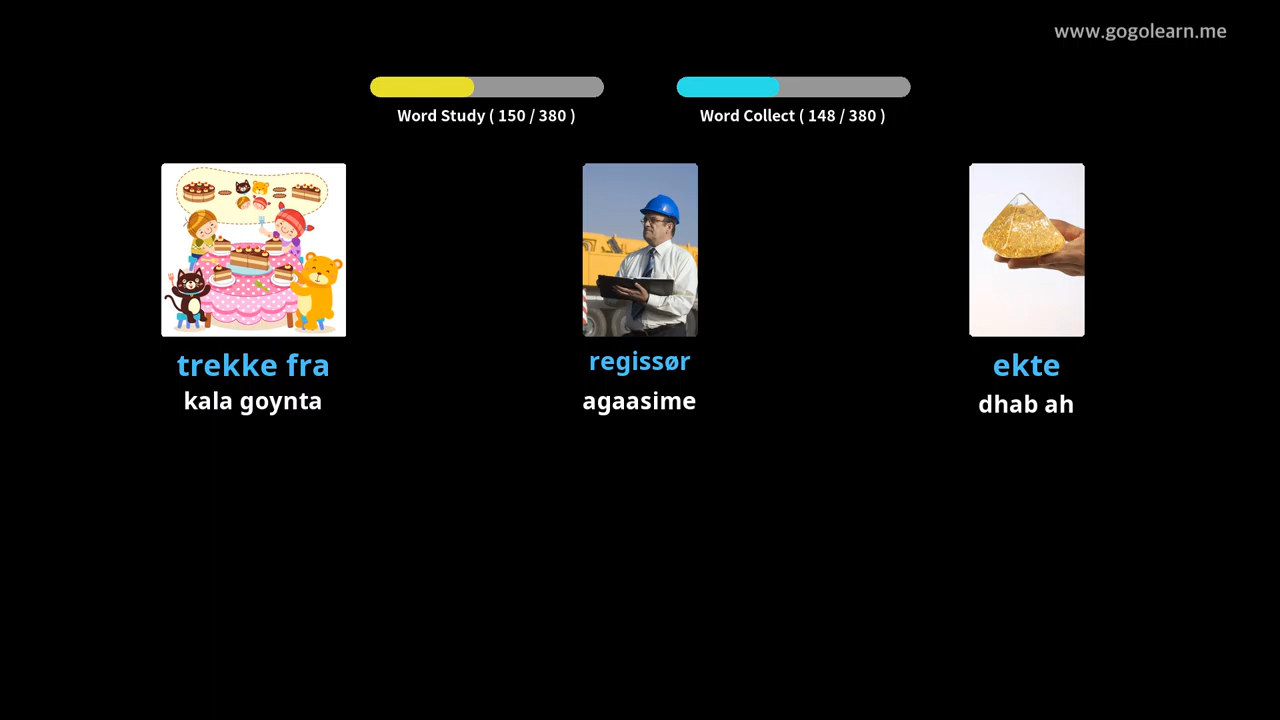 www.gogolearn.me
Word Study ( 150 / 380 )
Word Collect ( 148 / 380 )
trekke fra
kala goynta
regissør
agaasime
ekte
dhab ah